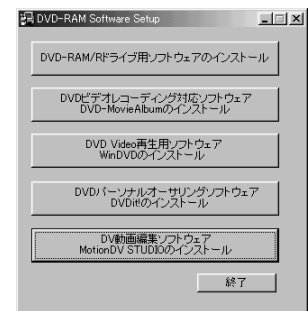 DVD-RAM Software Setup
DVD-RAM/Rドライブ用ソフトウェアのインストール
DVDビデオレコーディング対応ソフトウェア
DVD-MovieAlbumのインストール
DVD Video再生用ソフトウェア
WinDVDのインストール
DVDパーソナルオーサリングソフトウェア
DVDit!のインストール
DV動画編集ソフトウェア
MotionDV STUDIOのインストール
終了